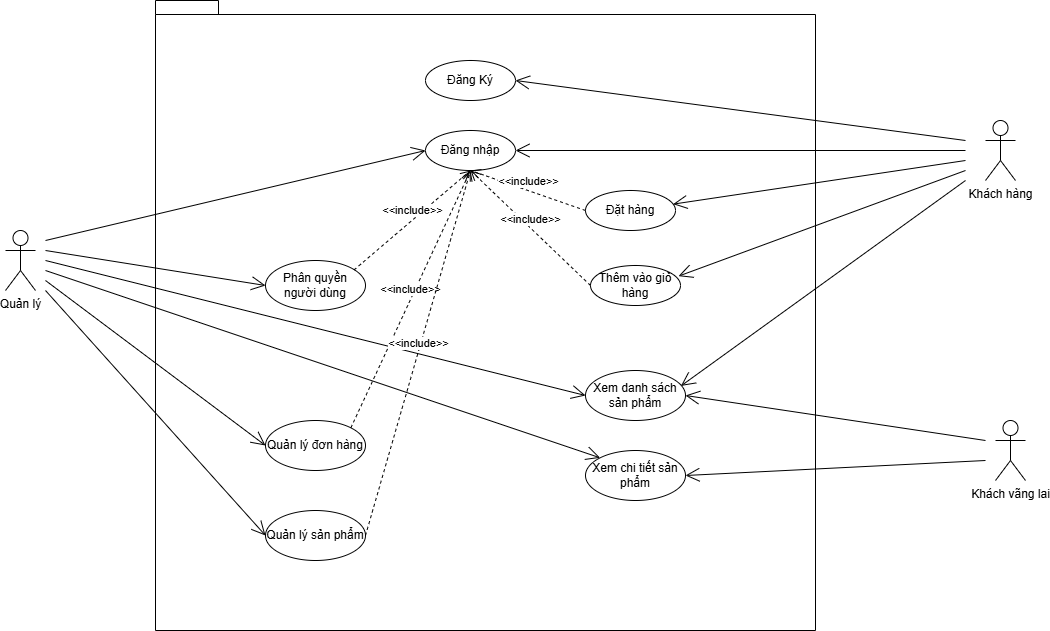 Đăng Ký
Đăng nhập
<<include>>
Đặt hàng
<<include>>
<<include>>
Khách hàng
Quản lý
Phân quyền
người dùng
Thêm vào giỏ
hàng
<<include>>
<<include>>
Xem danh sách
sản phẩm
Quản lý đơn hàng
Xem chi tiết sản
phẩm
Khách vãng lai
Quản lý sản phẩm